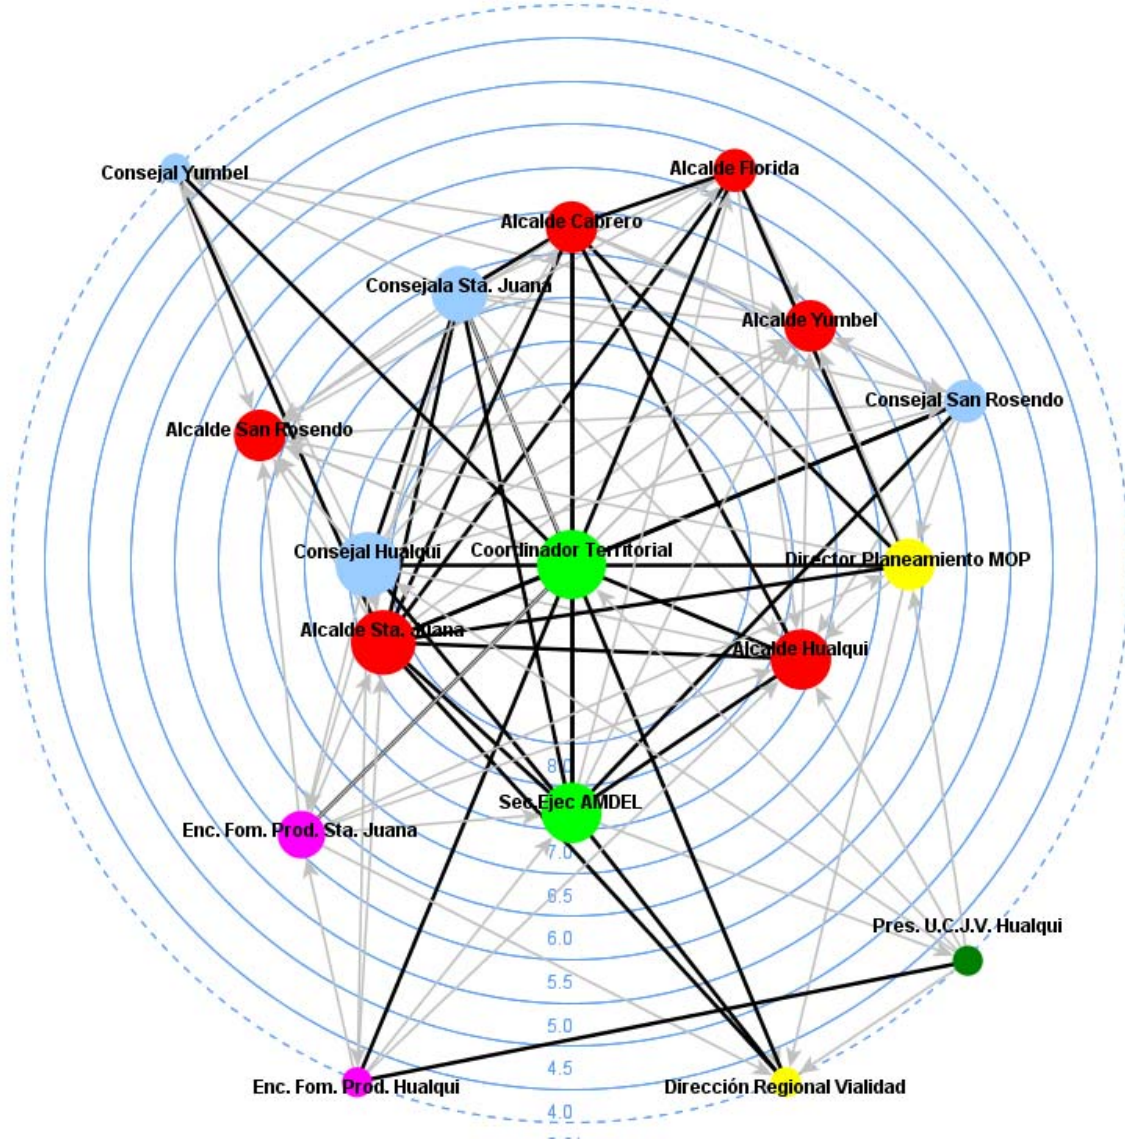 Alcalde Florida
Consejal Yumbel
Alcalde Cabrero
Consejala Sta. Juana
Alcalde Yumbel
Consejal San Rosendo
Alcalde San Rosendo
Consejal Hualqui
Coordinador Territorial
Director Planeamiento MOP
Alcalde Sta. Juana
Alcalde Hualqui
8.0
Sec.Ejec AMDEL
Enc. Fom. Prod. Sta. Juana
7.0
6.5
Pres. U.C.J.V. Hualqui
6.0
5.5
5.0
4.5
Enc. Fom. Prod. Hualqui
Dirección Regional Vialidad
4.0